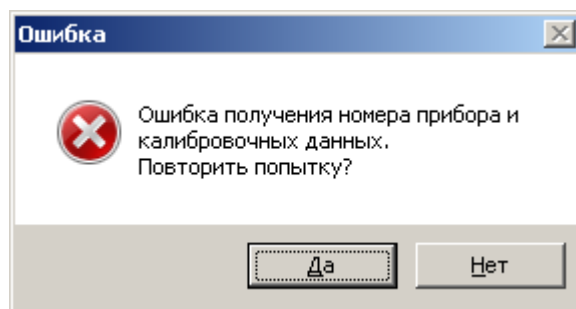 Ошибка
Ошибка получения номера прибора и
калибровочных данных.
Повторить попытку?
Да
Нет